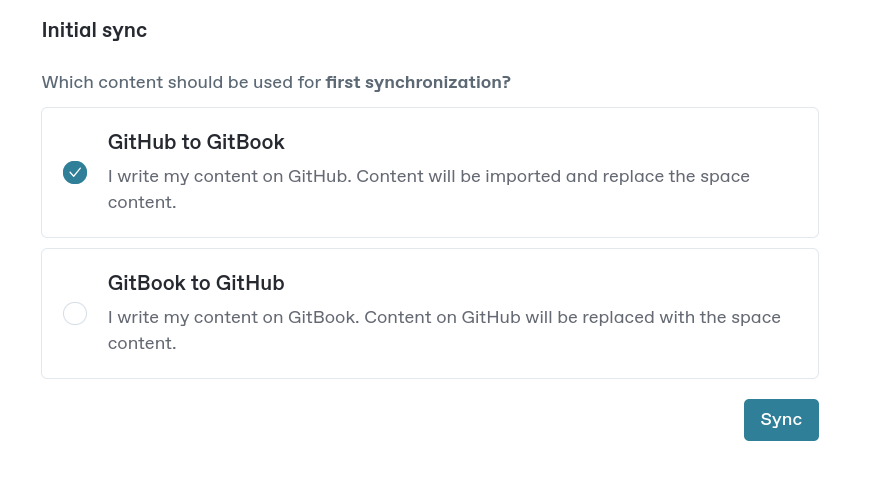 Initial sync
Which content should be used for first synchronization?
GitHub to GitBook
I write my content on GitHub. Content will be imported and replace the space
content.
GitBook to GitHub
I write my content on GitBook. Content on GitHub will be replaced with the space
content.
Sync